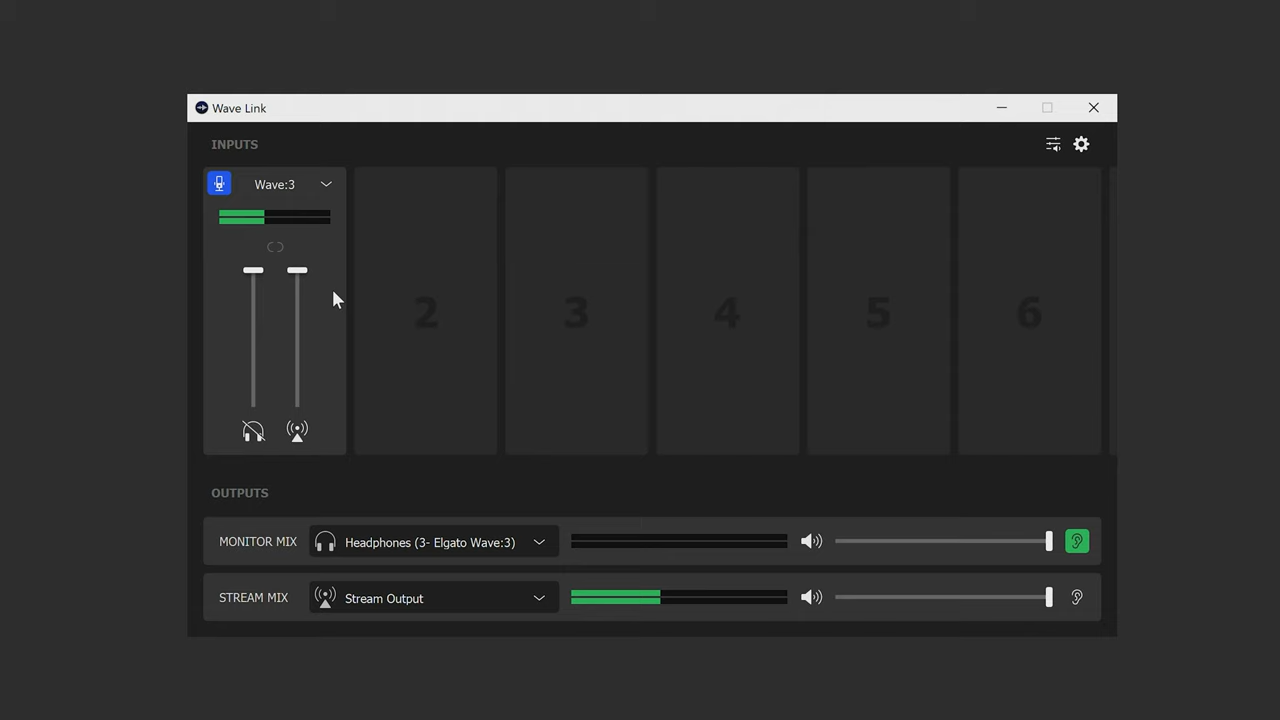 Wave Link
INPUTS
Wave:3
2
3
4
5
6
OUTPUTS
MONITOR MIX
Headphones (3- Elgato Wave:3)
STREAM MIX
Stream Output